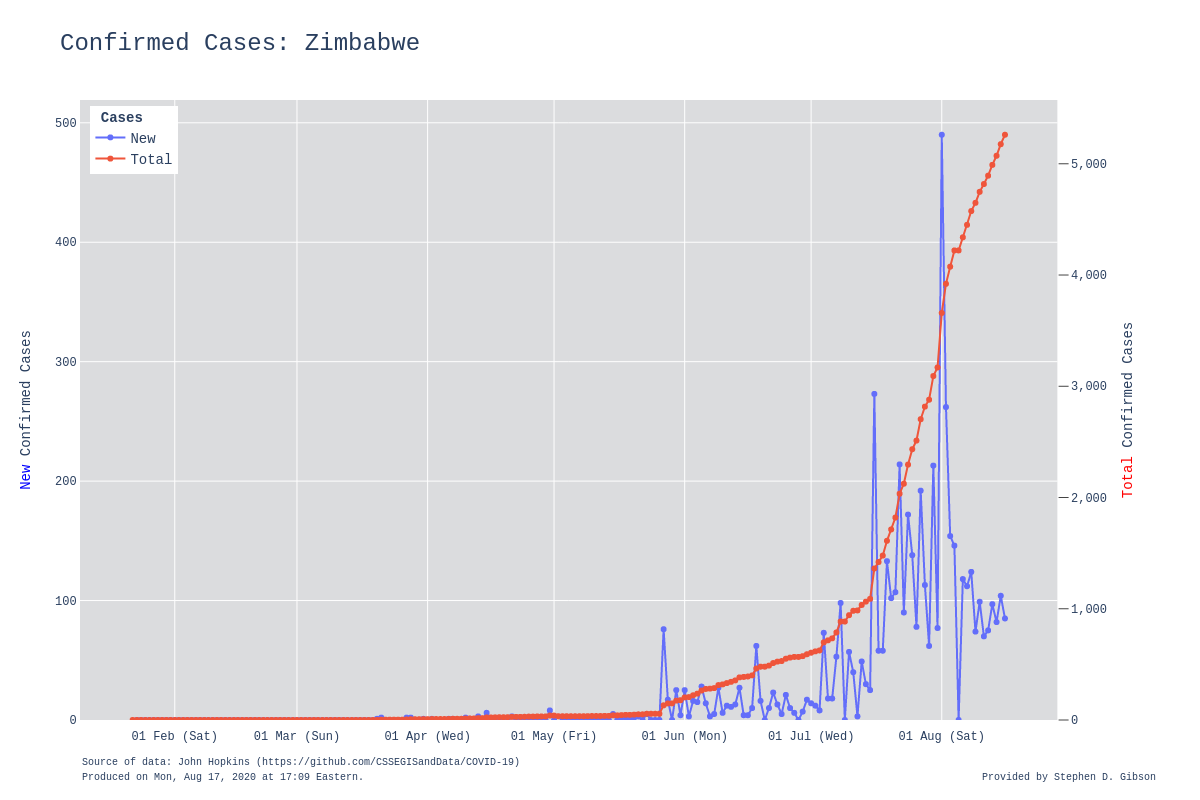 Confirmed Cases: Zimbabwe
Cases
New
Total
500
400
300
200
100
0
5,000
4,000
3,000
2,000
1,000
0
New Confirmed Cases
Total Confirmed Cases
01 Feb (Sat) 01 Mar (Sun) 01 Apr (Wed) 01 May (Fri) 01 Jun (Mon) 01 Jul (Wed) 01 Aug (Sat)
Source of data: John Hopkins (https://github.com/CSSEGISandData/COVID-19)
Produced on Mon, Aug 17, 2020 at 17:09 Eastern.
Provided by Stephen D. Gibson